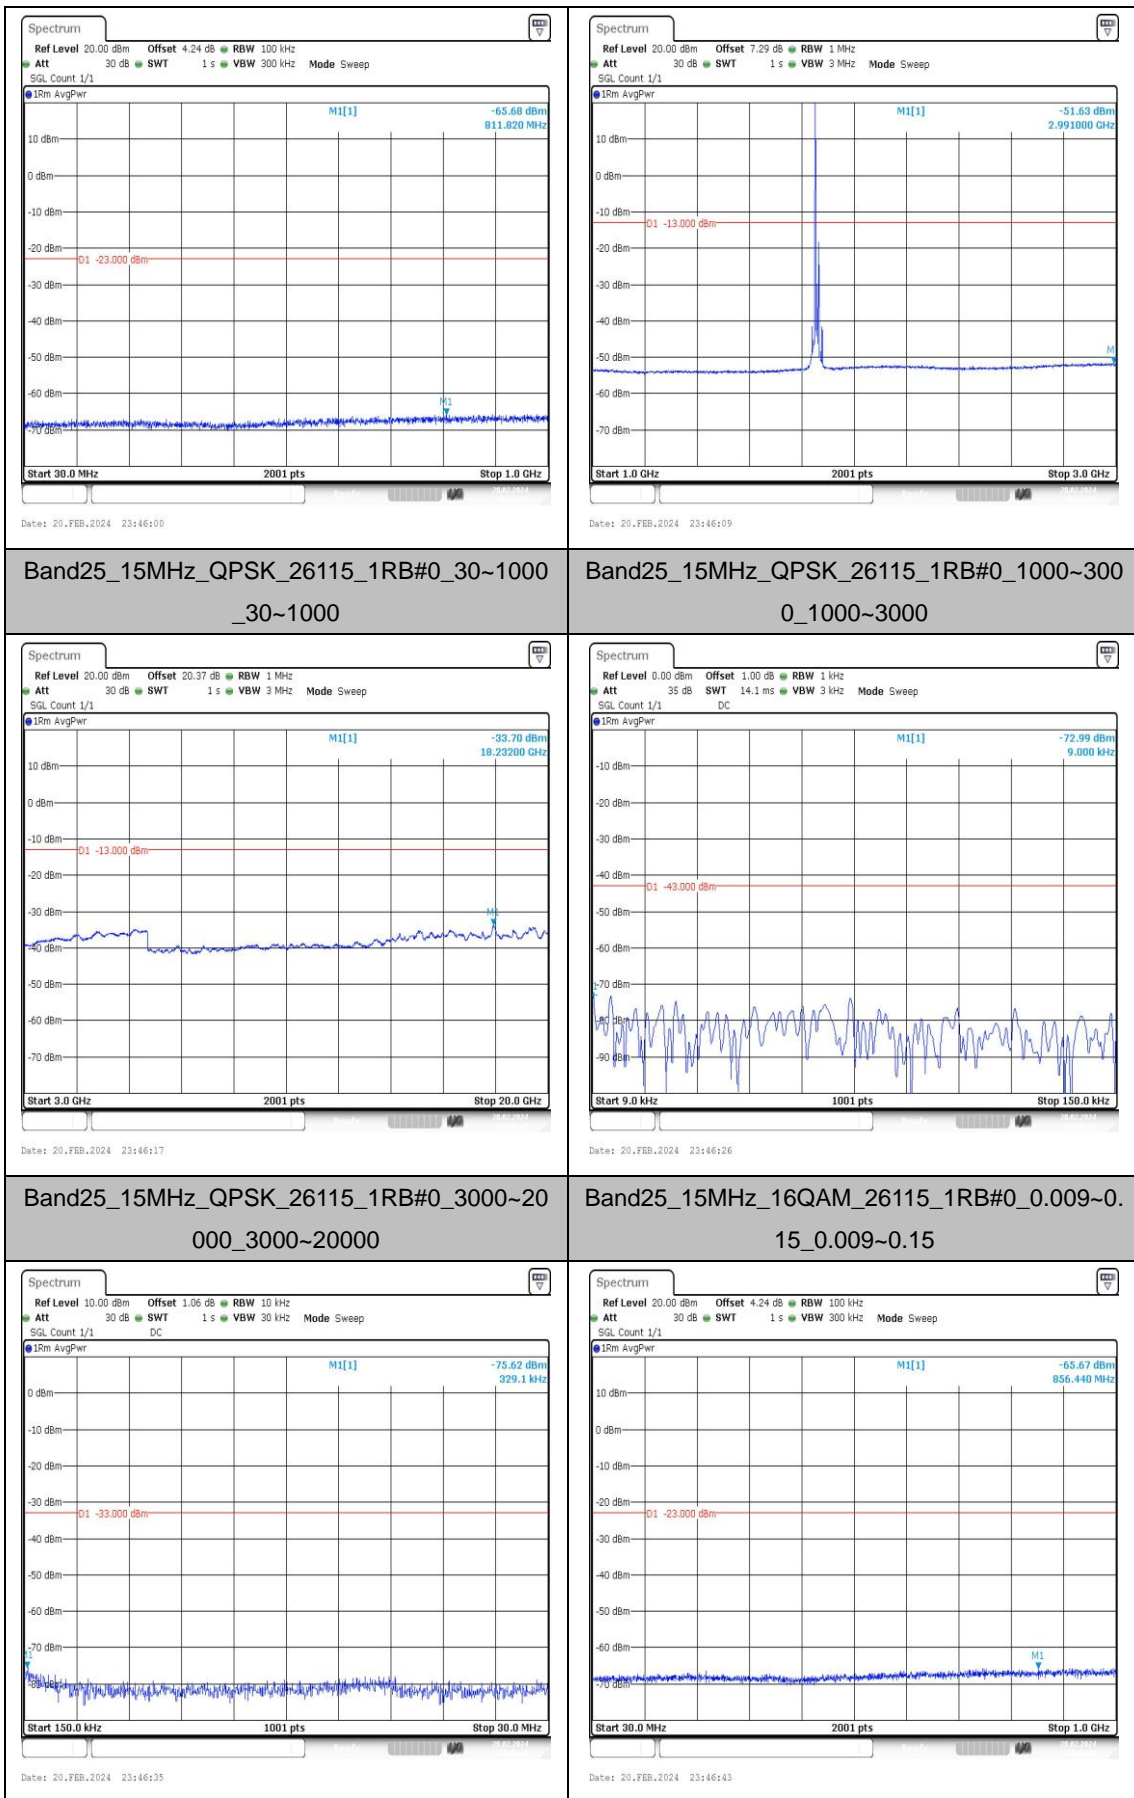 Spectrum
Ref Level 20.00 dBm Offset 4.24 dB RBW 100 kHz
Att 30 dB SWT 1 s VBW 300 kHz Mode Sweep
SGL Count 1/1
1Rm AvgPwr
M1[1] -65.68 dBm
811.820 MHz
10 dBm
0 dBm
-10 dBm
-20 dBm
D1 -23.000 dBm
-30 dBm
-40 dBm
-50 dBm
-60 dBm
M1
-70 dBm
Start 30.0 MHz 2001 pts Stop 1.0 GHz
Date: 20.FEB.2024 23:46:00
Spectrum
Ref Level 20.00 dBm Offset 7.29 dB RBW 1 MHz
Att 30 dB SWT 1 s VBW 3 MHz Mode Sweep
SGL Count 1/1
1Rm AvgPwr
M1[1] -51.63 dBm
2.991000 GHz
10 dBm
0 dBm
-10 dBm
D1 -13.000 dBm
-20 dBm
-30 dBm
-40 dBm
-50 dBm
M
-60 dBm
-70 dBm
Start 1.0 GHz 2001 pts Stop 3.0 GHz
Date: 20.FEB.2024 23:46:09
Band25_15MHz_QPSK_26115_1RB#0_30~1000
_30~1000
Band25_15MHz_QPSK_26115_1RB#0_1000~300
0_1000~3000
Spectrum
Ref Level 20.00 dBm Offset 20.37 dB RBW 1 MHz
Att 30 dB SWT 1 s VBW 3 MHz Mode Sweep
SGL Count 1/1
1Rm AvgPwr
M1[1] -33.70 dBm
18.23200 GHz
10 dBm
0 dBm
-10 dBm
D1 -13.000 dBm
-20 dBm
-30 dBm
M1
-40 dBm
-50 dBm
-60 dBm
-70 dBm
Start 3.0 GHz 2001 pts Stop 20.0 GHz
Date: 20.FEB.2024 23:46:17
Spectrum
Ref Level 0.00 dBm Offset 1.00 dB RBW 1 kHz
Att 35 dB SWT 14.1 ms VBW 3 kHz Mode Sweep
SGL Count 1/1 DC
1Rm AvgPwr
M1[1] -72.99 dBm
9.000 kHz
-10 dBm
-20 dBm
-30 dBm
-40 dBm
D1 -43.000 dBm
-50 dBm
-60 dBm
-70 dBm
-80 dBm
-90 dBm
Start 9.0 kHz 1001 pts Stop 150.0 kHz
Date: 20.FEB.2024 23:46:26
Band25_15MHz_QPSK_26115_1RB#0_3000~20
000_3000~20000
Band25_15MHz_16QAM_26115_1RB#0_0.009~0.
15_0.009~0.15
Spectrum
Ref Level 10.00 dBm Offset 1.06 dB RBW 10 kHz
Att 30 dB SWT 1 s VBW 30 kHz Mode Sweep
SGL Count 1/1 DC
1Rm AvgPwr
M1[1] -75.62 dBm
329.1 kHz
0 dBm
-10 dBm
-20 dBm
-30 dBm
D1 -33.000 dBm
-40 dBm
-50 dBm
-60 dBm
-70 dBm
-80 dBm
Start 150.0 kHz 1001 pts Stop 30.0 MHz
Date: 20.FEB.2024 23:46:35
Spectrum
Ref Level 20.00 dBm Offset 4.24 dB RBW 100 kHz
Att 30 dB SWT 1 s VBW 300 kHz Mode Sweep
SGL Count 1/1
1Rm AvgPwr
M1[1] -65.67 dBm
856.440 MHz
10 dBm
0 dBm
-10 dBm
-20 dBm
D1 -23.000 dBm
-30 dBm
-40 dBm
-50 dBm
-60 dBm
M1
-70 dBm
Start 30.0 MHz 2001 pts Stop 1.0 GHz
Date: 20.FEB.2024 23:46:43